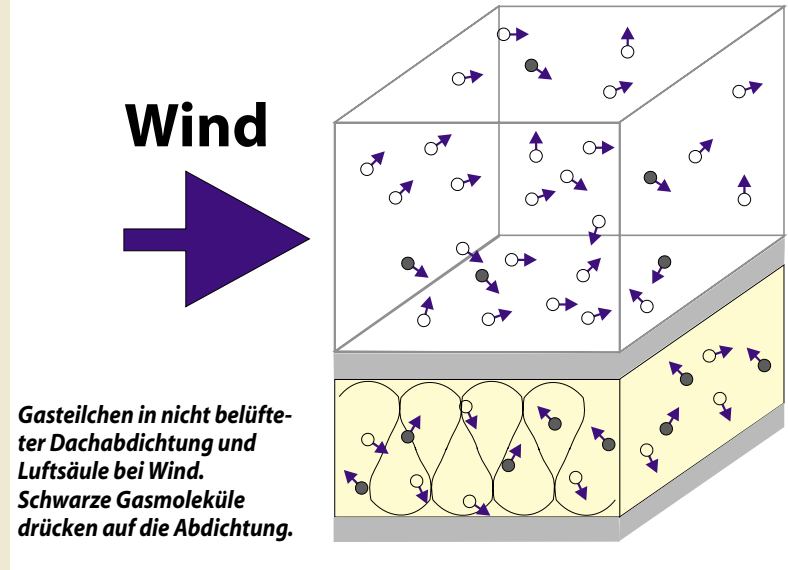 Wind
Gasteilchen in nicht belüfte-
ter Dachabdichtung und
Luftsäule bei Wind.
Schwarze Gasmoleküle
drücken auf die Abdichtung.